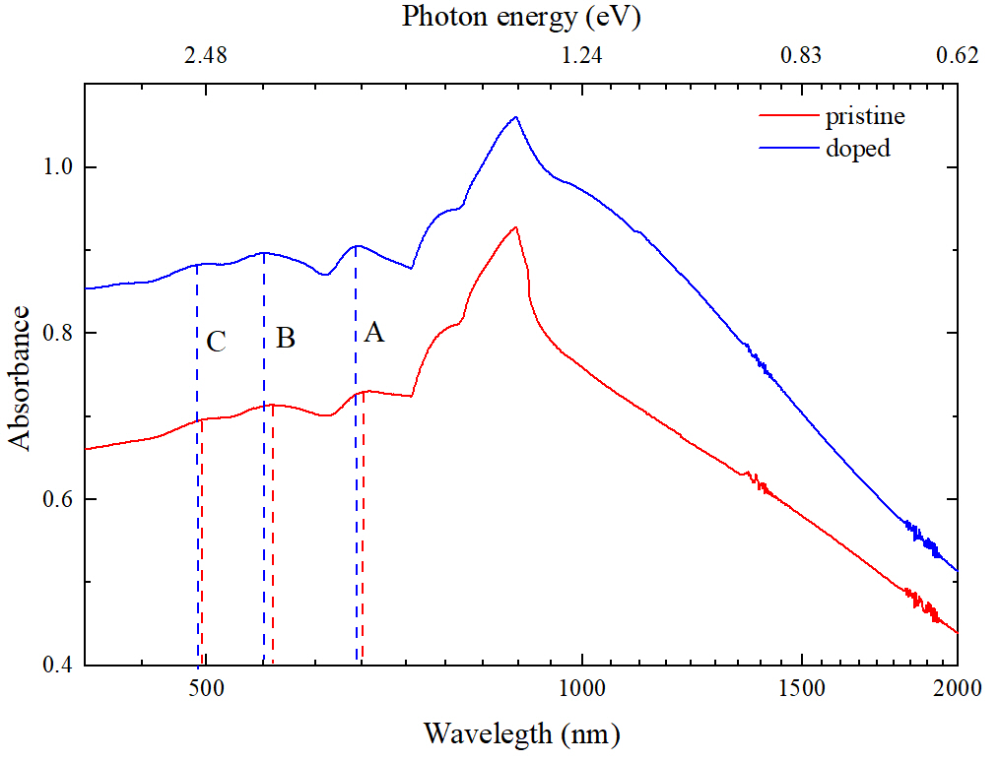 Photon energy (eV)
2.48 1.24 0.83 0.62
pristine
doped
1.0
0.8
0.6
0.4
Absorbance
C B A
500 1000 1500 2000
Wavelegth (nm)